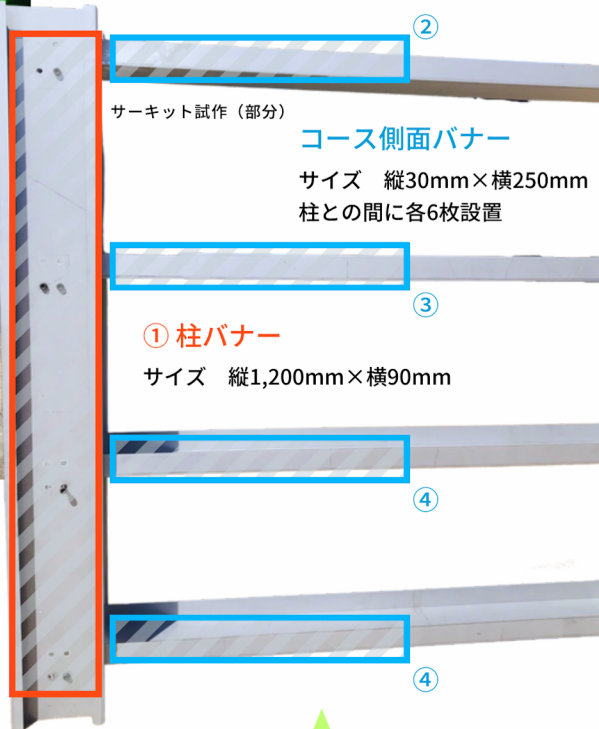 ②
サーキット試作（部分）
コース側面バナー
サイズ　縦30mm×横250mm
柱との間に各6枚設置
③
① 柱バナー
サイズ　縦1,200mm×横90mm
④
④